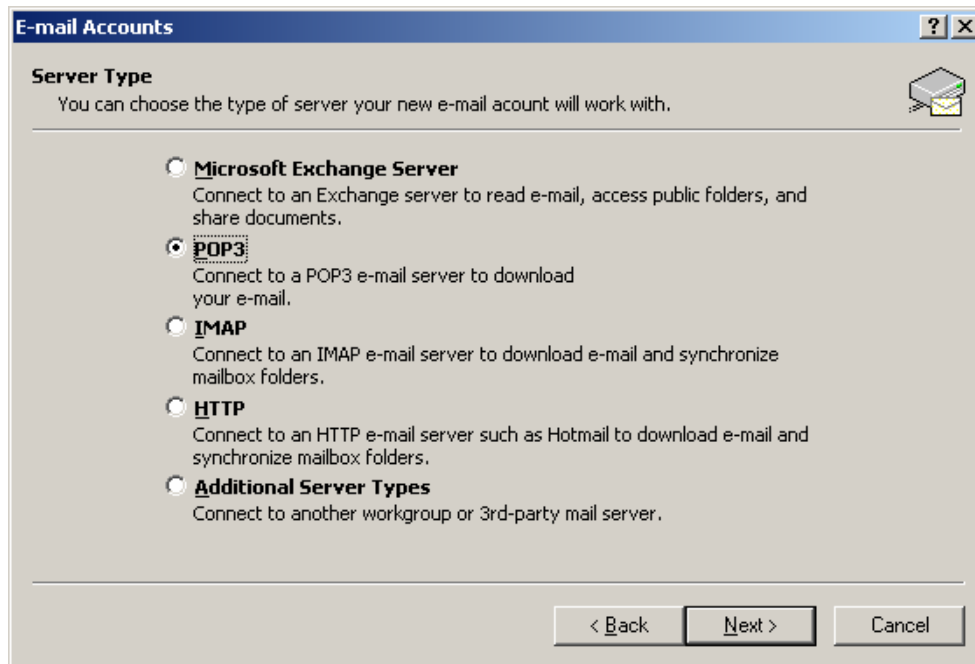 E-mail Accounts
Server Type
You can choose the type of server your new e-mail acount will work with.
Microsoft Exchange Server
Connect to an Exchange server to read e-mail, access public folders, and
share documents.
POP3
Connect to a POP3 e-mail server to download
your e-mail.
IMAP
Connect to an IMAP e-mail server to download e-mail and synchronize
mailbox folders.
HTTP
Connect to an HTTP e-mail server such as Hotmail to download e-mail and
synchronize mailbox folders.
Additional Server Types
Connect to another workgroup or 3rd-party mail server.
< Back Next > Cancel